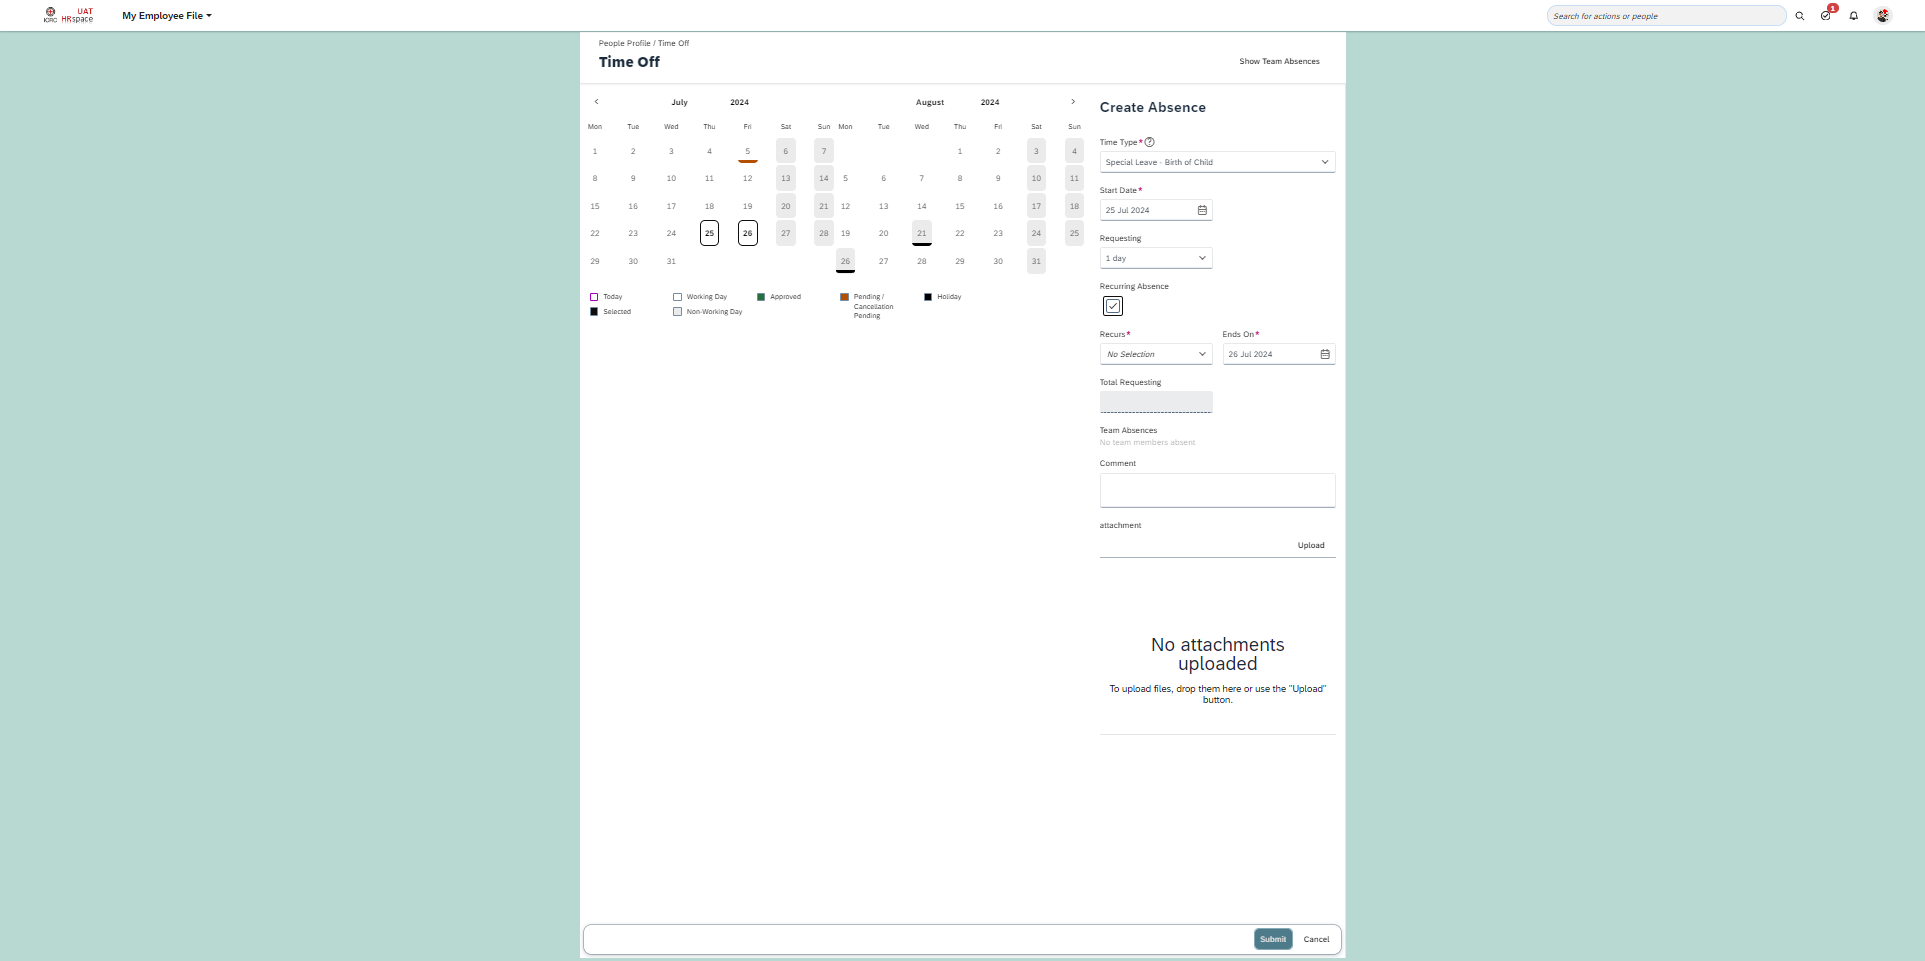 ICRC UAT HRspace My Employee File
Search for actions or people
1
People Profile / Time Off
Time Off
Show Team Absences
July 2024 August 2024
Mon Tue Wed Thu Fri Sat Sun Mon Tue Wed Thu Fri Sat Sun
1 2 3 4 5 6 7 1 2 3 4
8 9 10 11 12 13 14 5 6 7 8 9 10 11
15 16 17 18 19 20 21 12 13 14 15 16 17 18
22 23 24 25 26 27 28 19 20 21 22 23 24 25
29 30 31 26 27 28 29 30 31
Today Working Day Approved Pending / Cancellation Pending Holiday
Selected Non-Working Day
Create Absence
Time Type*
Special Leave - Birth of Child
Start Date*
25 Jul 2024
Requesting
1 day
Recurring Absence
Recurs* Ends On*
No Selection 26 Jul 2024
Total Requesting
Team Absences
No team members absent
Comment
attachment
Upload
No attachments
uploaded
To upload files, drop them here or use the "Upload"
button.
Submit Cancel